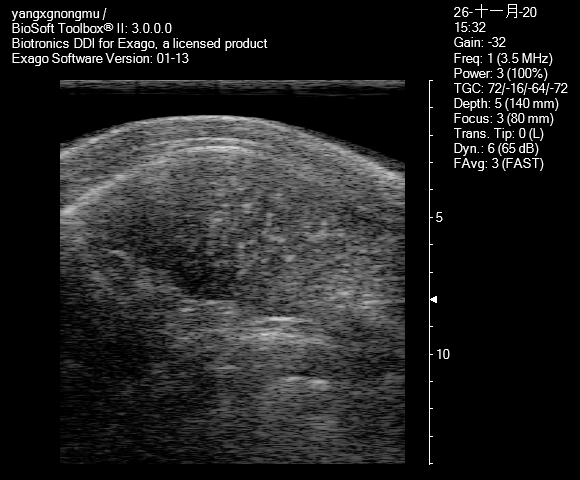 yangxgnongmu /
BioSoft Toolbox® II: 3.0.0.0
Biotronics DDI for Exago, a licensed product
Exago Software Version: 01-13
26-十一月-20
15:32
Gain: -32
Freq: 1 (3.5 MHz)
Power: 3 (100%)
TGC: 72/-16/-64/-72
Depth: 5 (140 mm)
Focus: 3 (80 mm)
Trans. Tip: 0 (L)
Dyn.: 6 (65 dB)
FAvg: 3 (FAST)
5
10